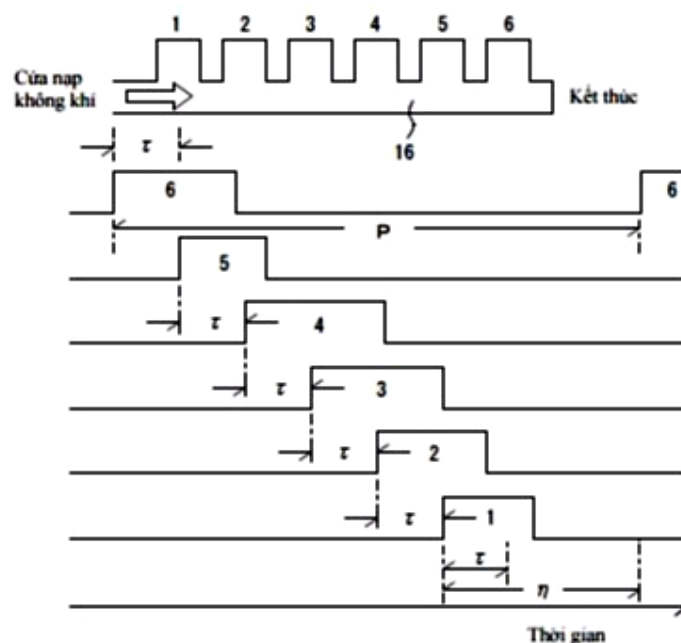 1 2 3 4 5 6
Cửa nạp
không khí
Kết thúc
16
τ
6 6
P
5
τ 4
τ 3
τ 2
τ 1
τ
η
Thời gian